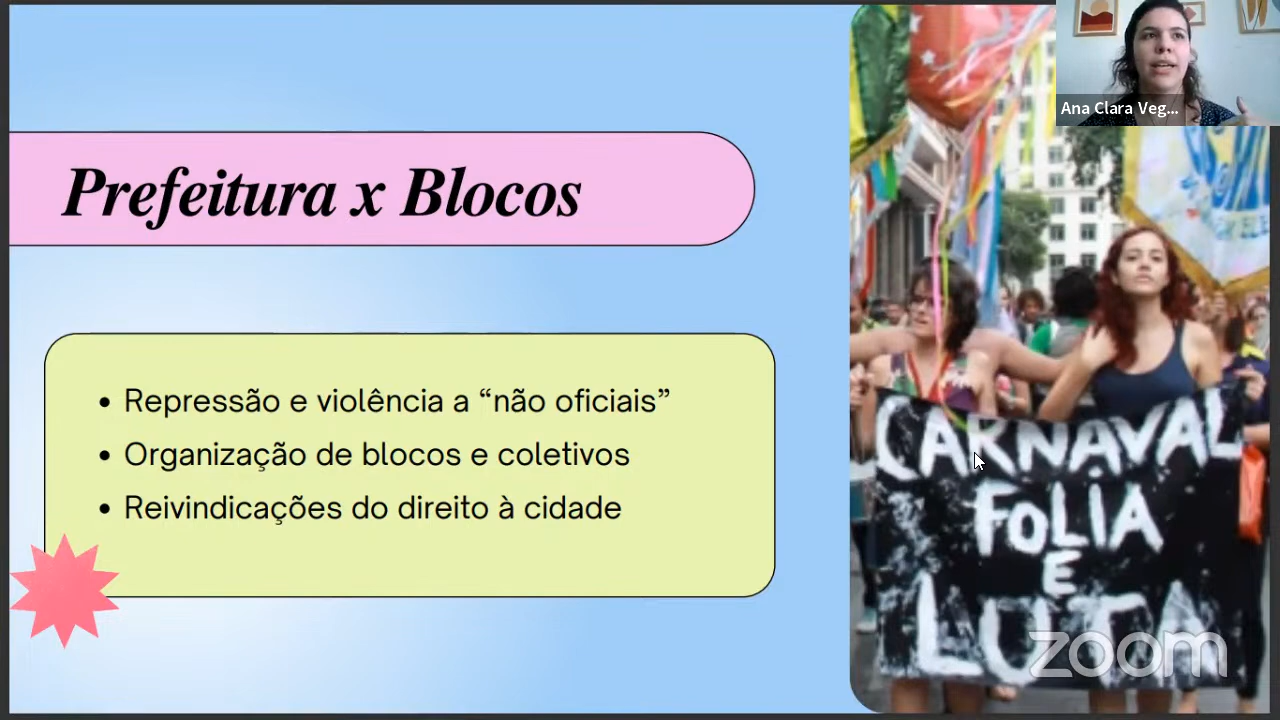 Ana Clara Veg...
Prefeitura x Blocos
• Repressão e violência a “não oficiais”
• Organização de blocos e coletivos
• Reivindicações do direito à cidade
CARNAVAL
FOLIA
E
LUTA
zoom